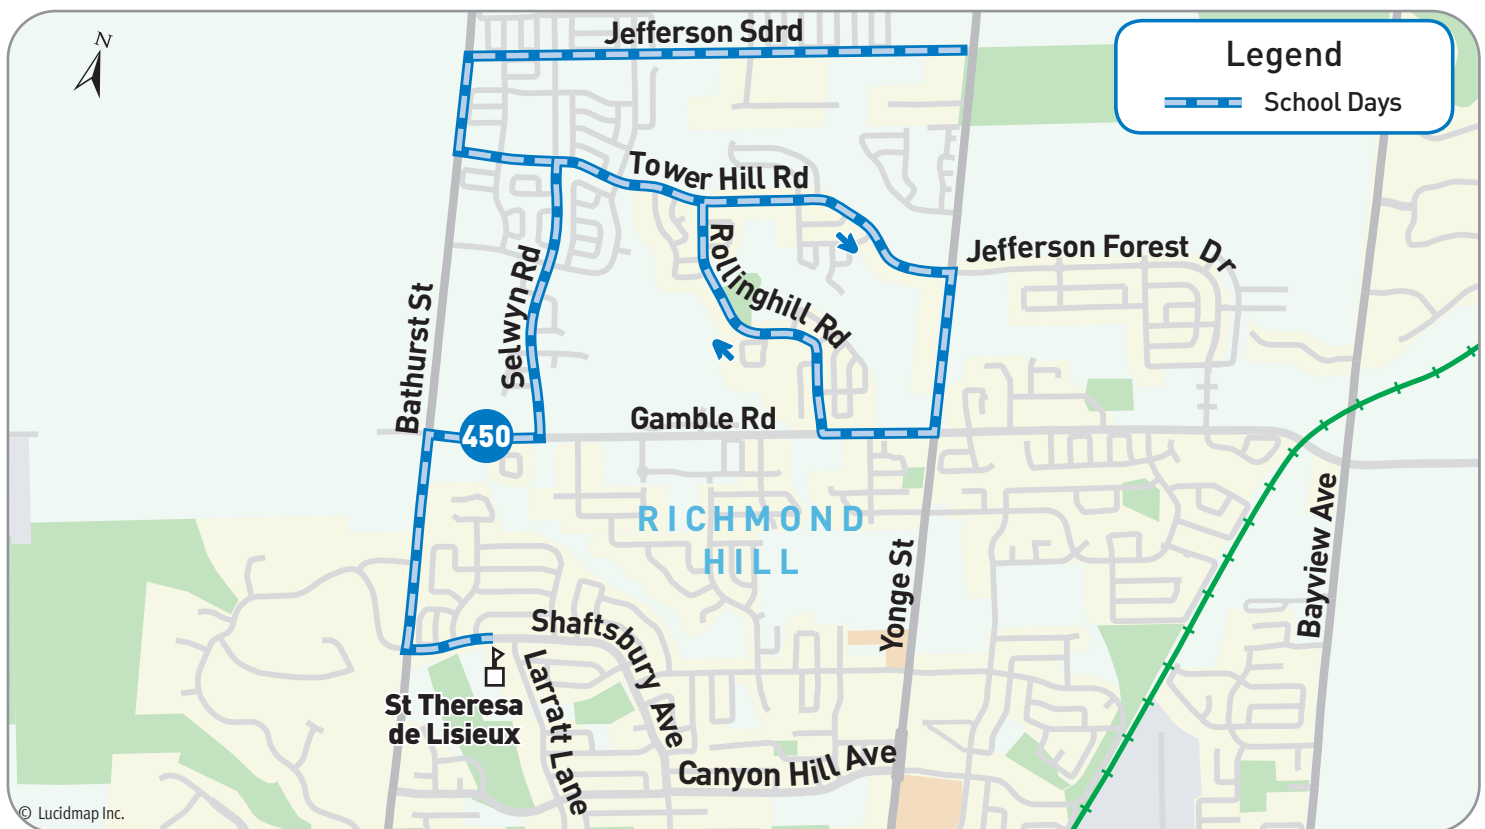 Jefferson Sdrd
N
Legend
School Days
Tower Hill Rd
Jefferson Forest Dr
Rollinghill Rd
Selwyn Rd
Bathurst St
Gamble Rd
450
RICHMOND
HILL
Yonge St
Bayview Ave
Shaftsbury Ave
Larratt Lane
St Theresa
de Lisieux
Canyon Hill Ave
© Lucidmap Inc.